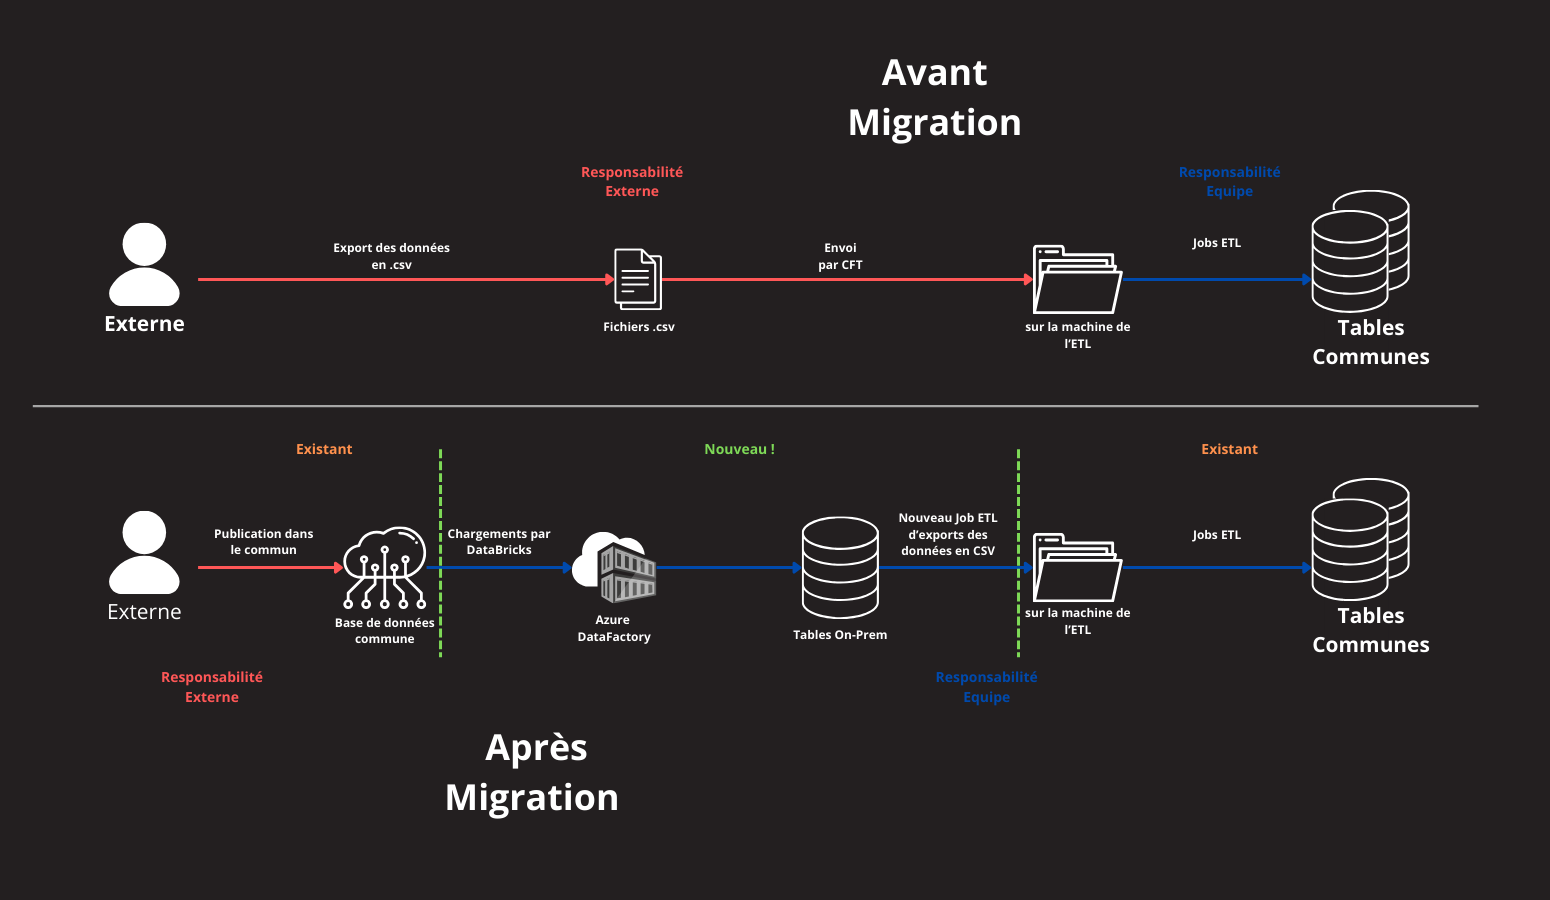 Avant
Migration
Responsabilité
Externe
Responsabilité
Equipe
Export des données
en .csv
Envoi
par CFT
Jobs ETL
Externe
Fichiers .csv
sur la machine de
l'ETL
Tables
Communes
Existant
Nouveau !
Existant
Publication dans
le commun
Chargements par
DataBricks
Nouveau Job ETL
d'exports des
données en CSV
Jobs ETL
Externe
Base de données
commune
Azure
DataFactory
Tables On-Prem
sur la machine de
l'ETL
Tables
Communes
Responsabilité
Externe
Responsabilité
Equipe
Après
Migration